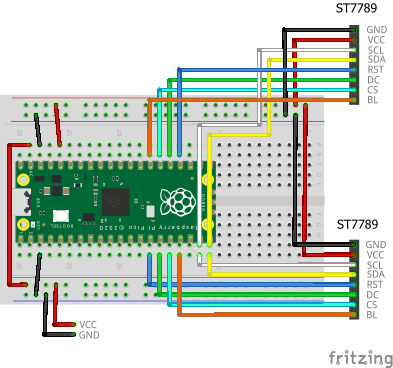 ST7789
GND
VCC
SCL
SDA
RST
DC
CS
BL
BOOTSEL
Raspberry Pi Pico ©2020
ST7789
GND
VCC
SCL
SDA
RST
DC
CS
BL
VCC
GND
fritzing